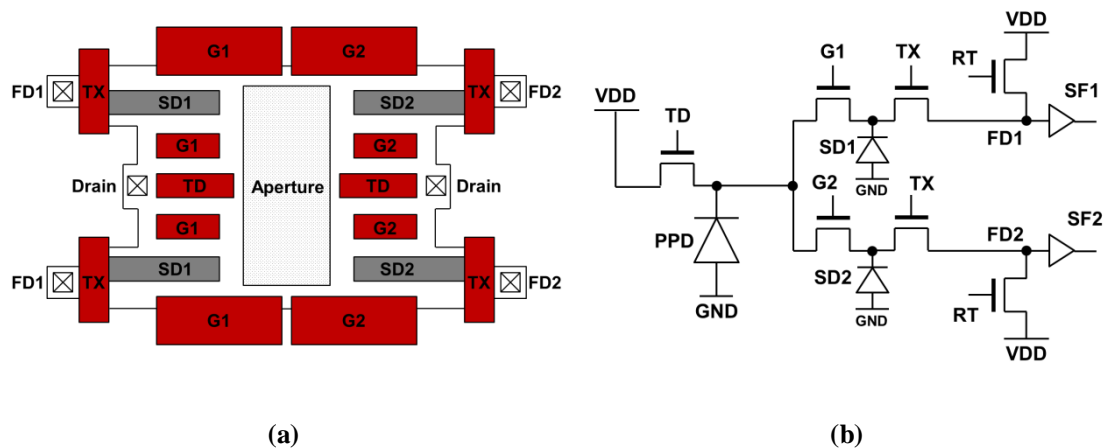 G1 G2
FD1 TX SD1 SD2 TX FD2
G1 G2
Drain TD Aperture TD Drain
G1 G2
FD1 TX SD1 SD2 TX FD2
G1 G2
(a)
VDD
G1 TX RT
VDD
TD
SF1
SD1
FD1
GND
G2 TX
PPD
FD2
SF2
SD2
GND
GND
RT
VDD
(b)